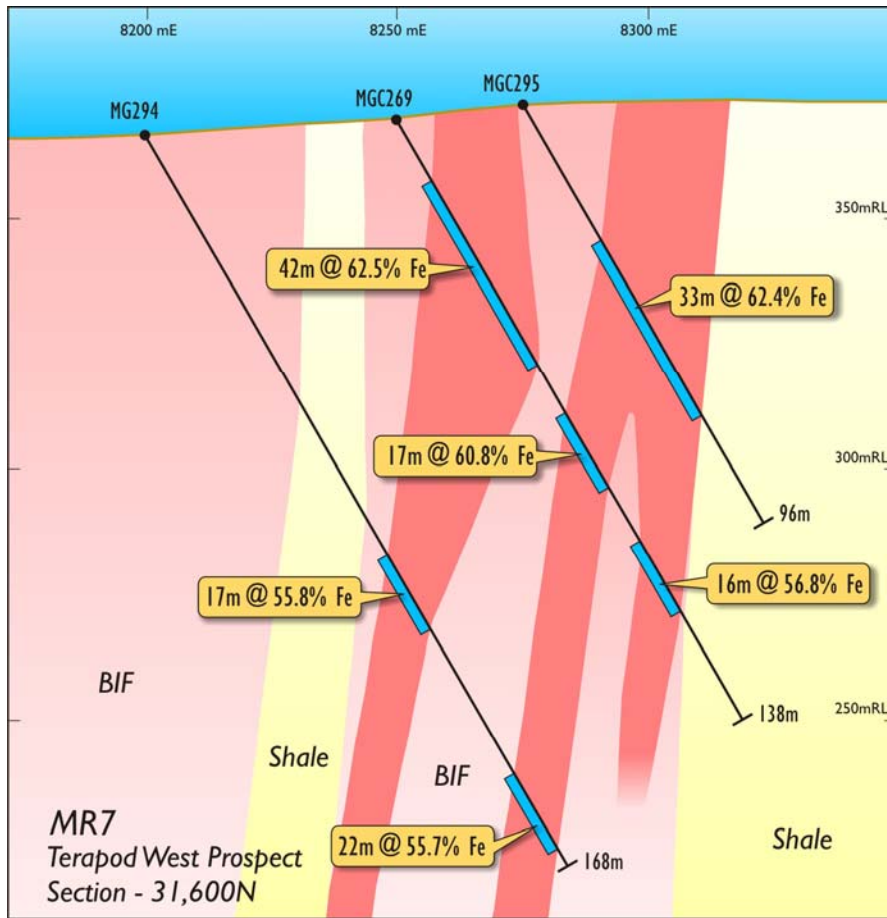 8200 mE
8250 mE
8300 mE
MG294
MGC269
MGC295
350mRL
42m @ 62.5% Fe
33m @ 62.4% Fe
17m @ 60.8% Fe
300mRL
96m
17m @ 55.8% Fe
16m @ 56.8% Fe
BIF
250mRL
138m
Shale
BIF
MR7
Terapod West Prospect
Section - 31,600N
22m @ 55.7% Fe
168m
Shale